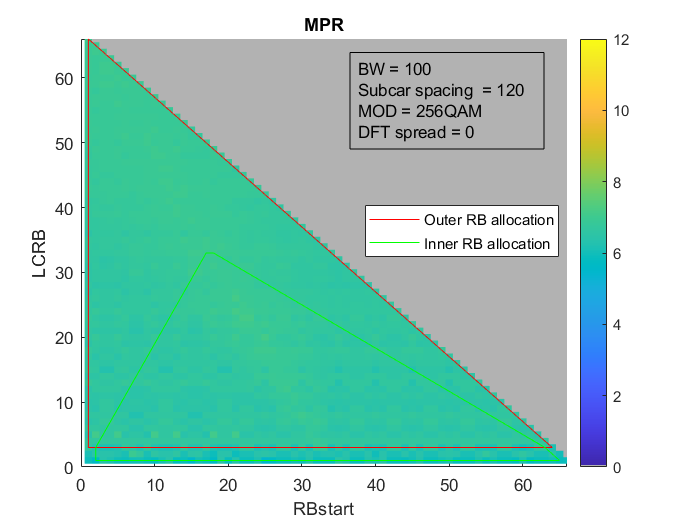 MPR
BW = 100
Subcar spacing  = 120
MOD = 256QAM
DFT spread = 0
Outer RB allocation
Inner RB allocation
LCRB
60
50
40
30
20
10
0
0 10 20 30 40 50 60
RBstart
12
10
8
6
4
2
0